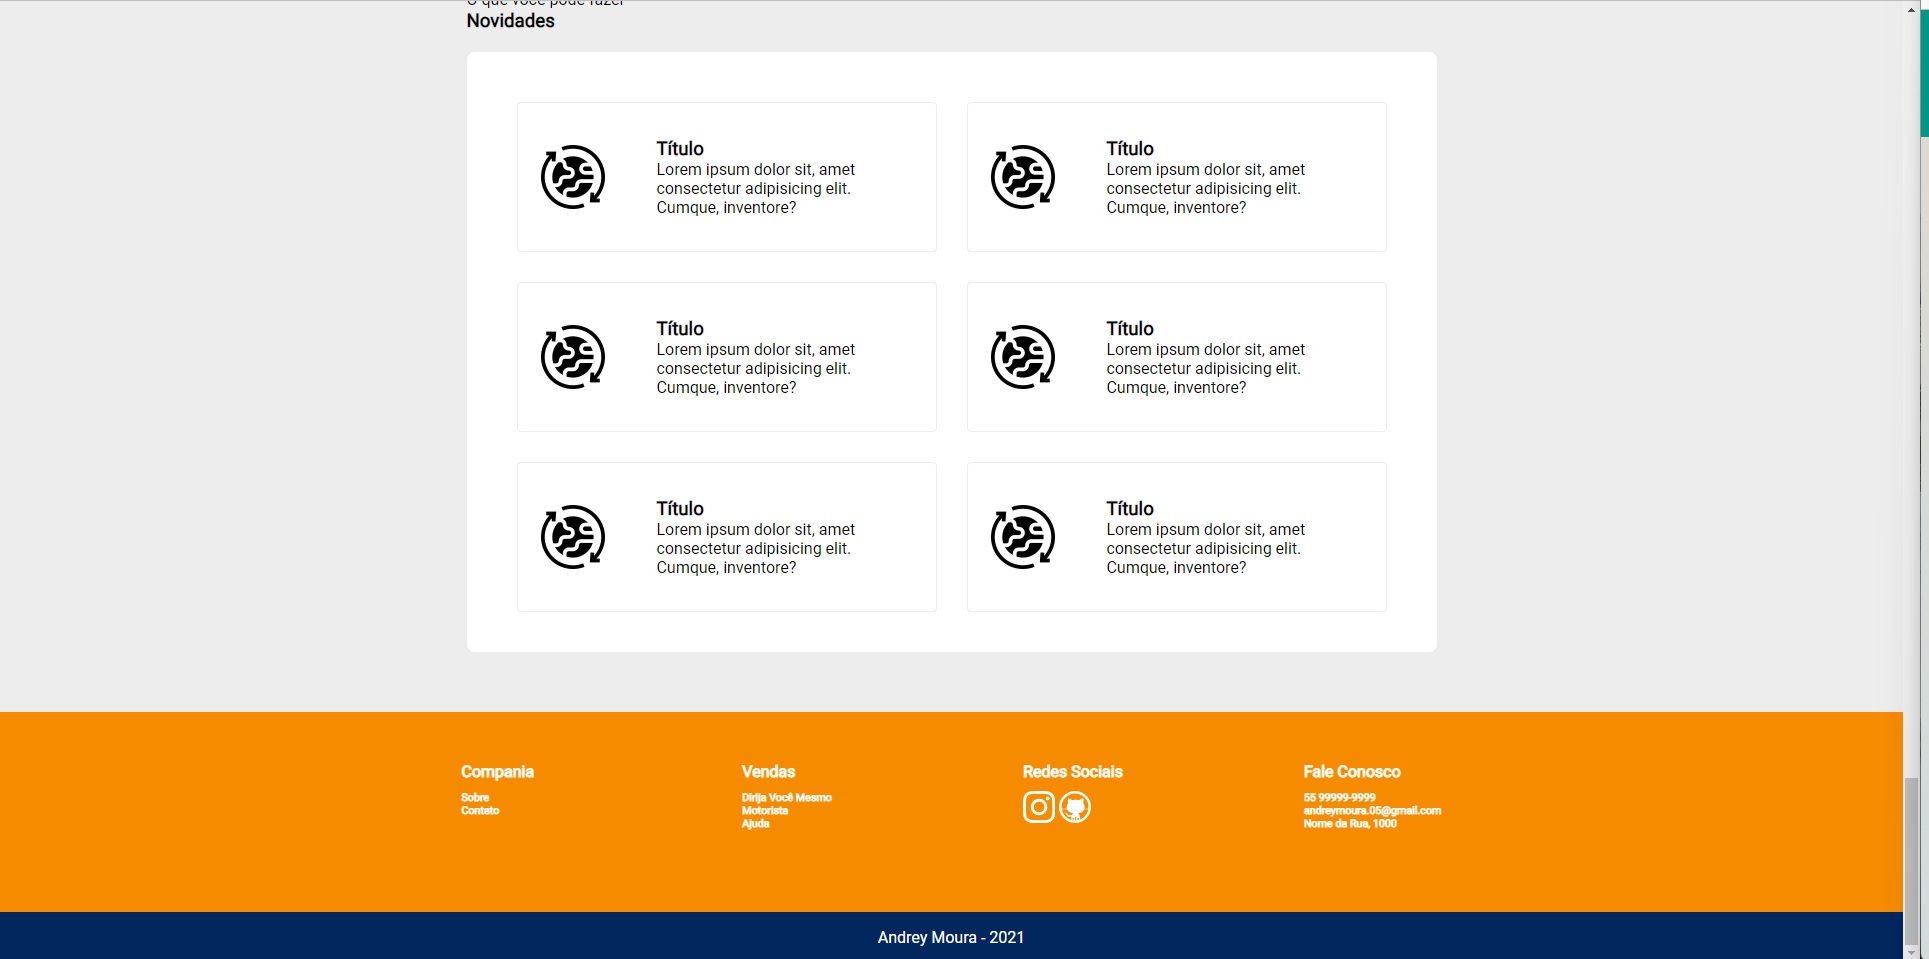 O que você pode fazer
Novidades
Título
Lorem ipsum dolor sit, amet
consectetur adipisicing elit.
Cumque, inventore?
Título
Lorem ipsum dolor sit, amet
consectetur adipisicing elit.
Cumque, inventore?
Título
Lorem ipsum dolor sit, amet
consectetur adipisicing elit.
Cumque, inventore?
Título
Lorem ipsum dolor sit, amet
consectetur adipisicing elit.
Cumque, inventore?
Título
Lorem ipsum dolor sit, amet
consectetur adipisicing elit.
Cumque, inventore?
Título
Lorem ipsum dolor sit, amet
consectetur adipisicing elit.
Cumque, inventore?
Compania
Sobre
Contato
Vendas
Dirija Você Mesmo
Motorista
Ajuda
Redes Sociais
Fale Conosco
55 99999-9999
andreymoura.05@gmail.com
Nome da Rua, 1000
Andrey Moura - 2021